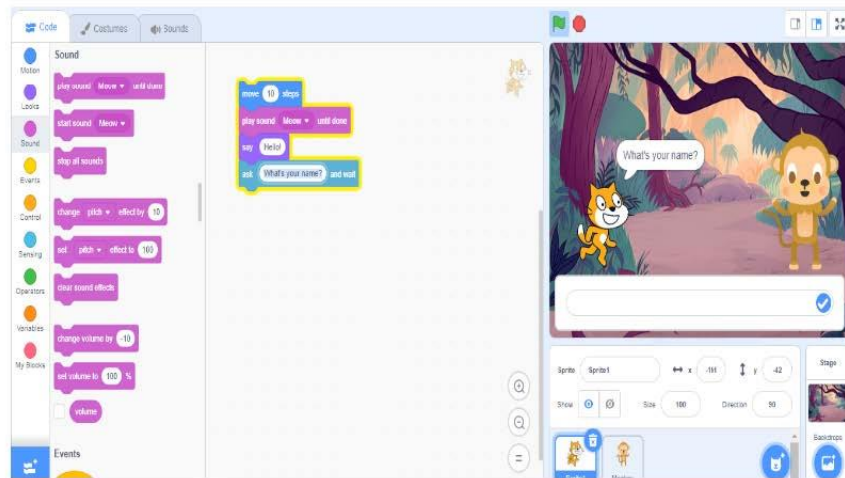 Code
Costumes
Sounds
Motion
Looks
Sound
Events
Control
Sensing
Operators
Variables
My Blocks
Sound
play sound Meow until done
start sound Meow
stop all sounds
change pitch effect by 10
set pitch effect to 100
clear sound effects
change volume by -10
set volume to 100 %
volume
Events
move 10 steps
play sound Meow until done
say Hello!
ask What's your name? and wait
What's your name?
Sprite Sprite1 x y -42
Show Size 100 Direction 90
Stage
Backdrops